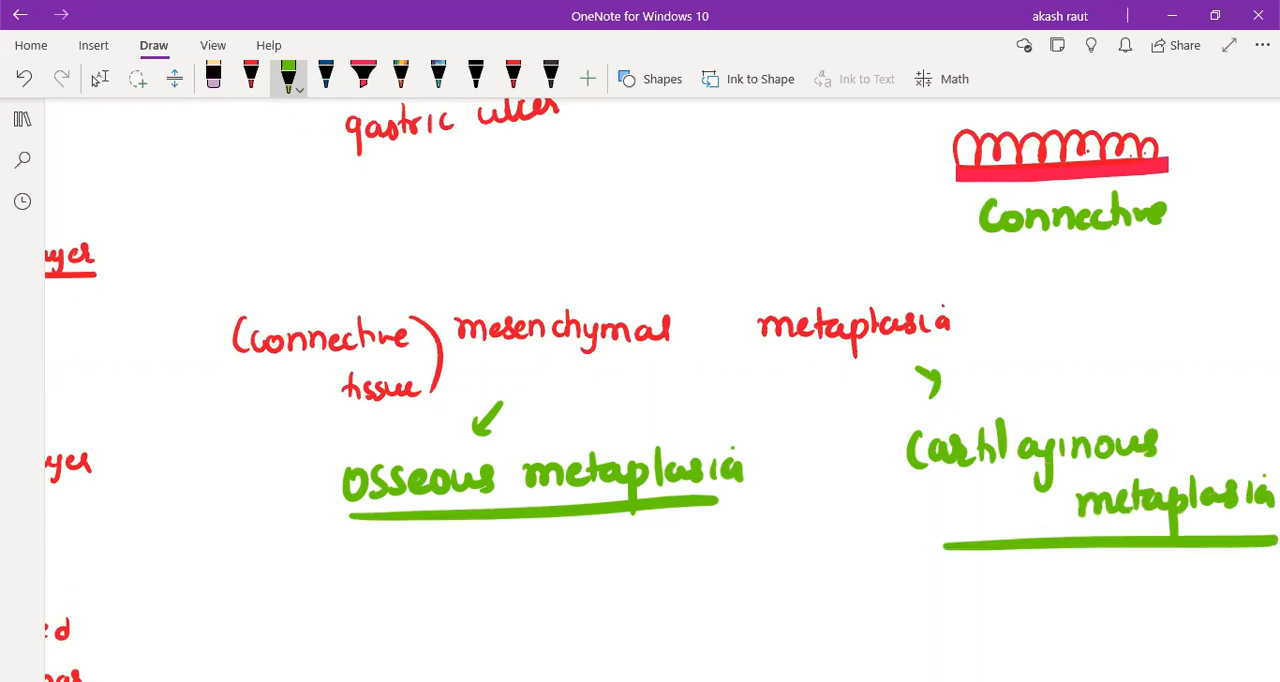 OneNote for Windows 10
akash raut
Home Insert Draw View Help
Share
Shapes
Ink to Shape
Ink to Text
Math
gastric ulcer
Connective
yer
(connective tissue) mesenchymal metaplasia
yer
osseous metaplasia
Cartilaginous
metaplasia
ed